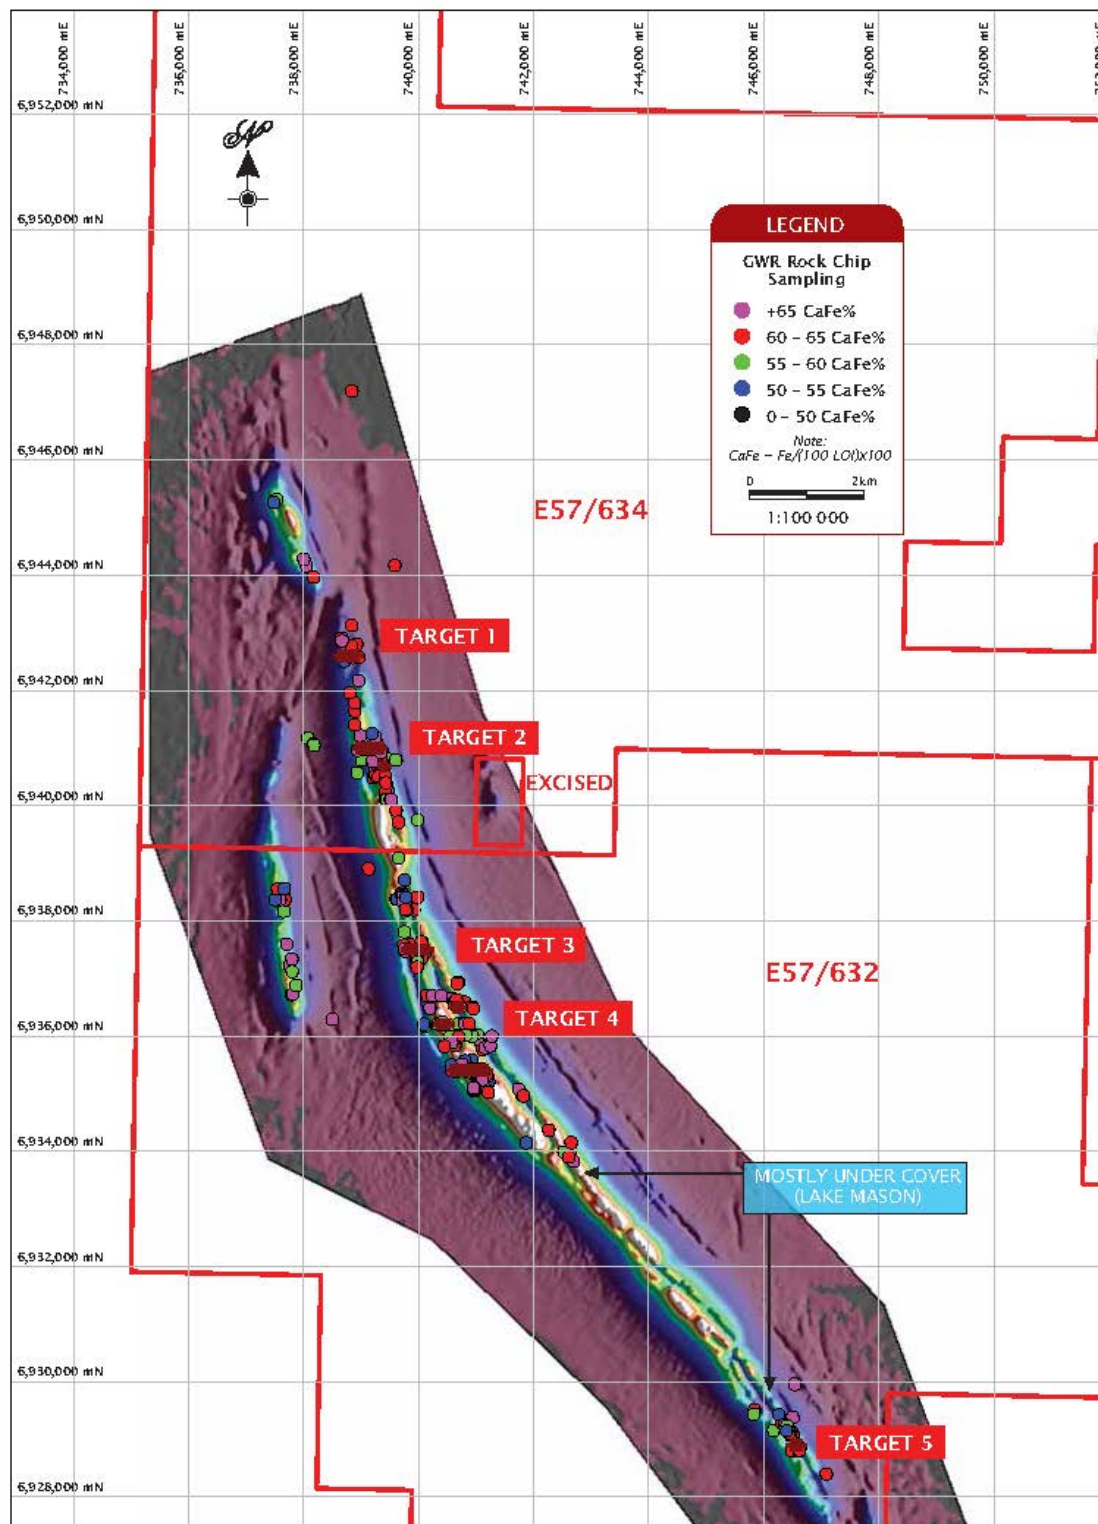 734,000 mE
736,000 mE
738,000 mE
740,000 mE
742,000 mE
744,000 mE
746,000 mE
748,000 mE
750,000 mE
6,952,000 mN
6,950,000 mN
6,948,000 mN
6,946,000 mN
6,944,000 mN
6,942,000 mN
6,940,000 mN
6,938,000 mN
6,936,000 mN
6,934,000 mN
6,932,000 mN
6,930,000 mN
6,928,000 mN
LEGEND
GWR Rock Chip
Sampling
+65 CaFe%
60 – 65 CaFe%
55 – 60 CaFe%
50 – 55 CaFe%
0 – 50 CaFe%
Note:
CaFe – Fe/(100 LOI)x100
0 2km
1:100 000
E57/634
TARGET 1
TARGET 2
EXCISED
TARGET 3
E57/632
TARGET 4
MOSTLY UNDER COVER
(LAKE MASON)
TARGET 5